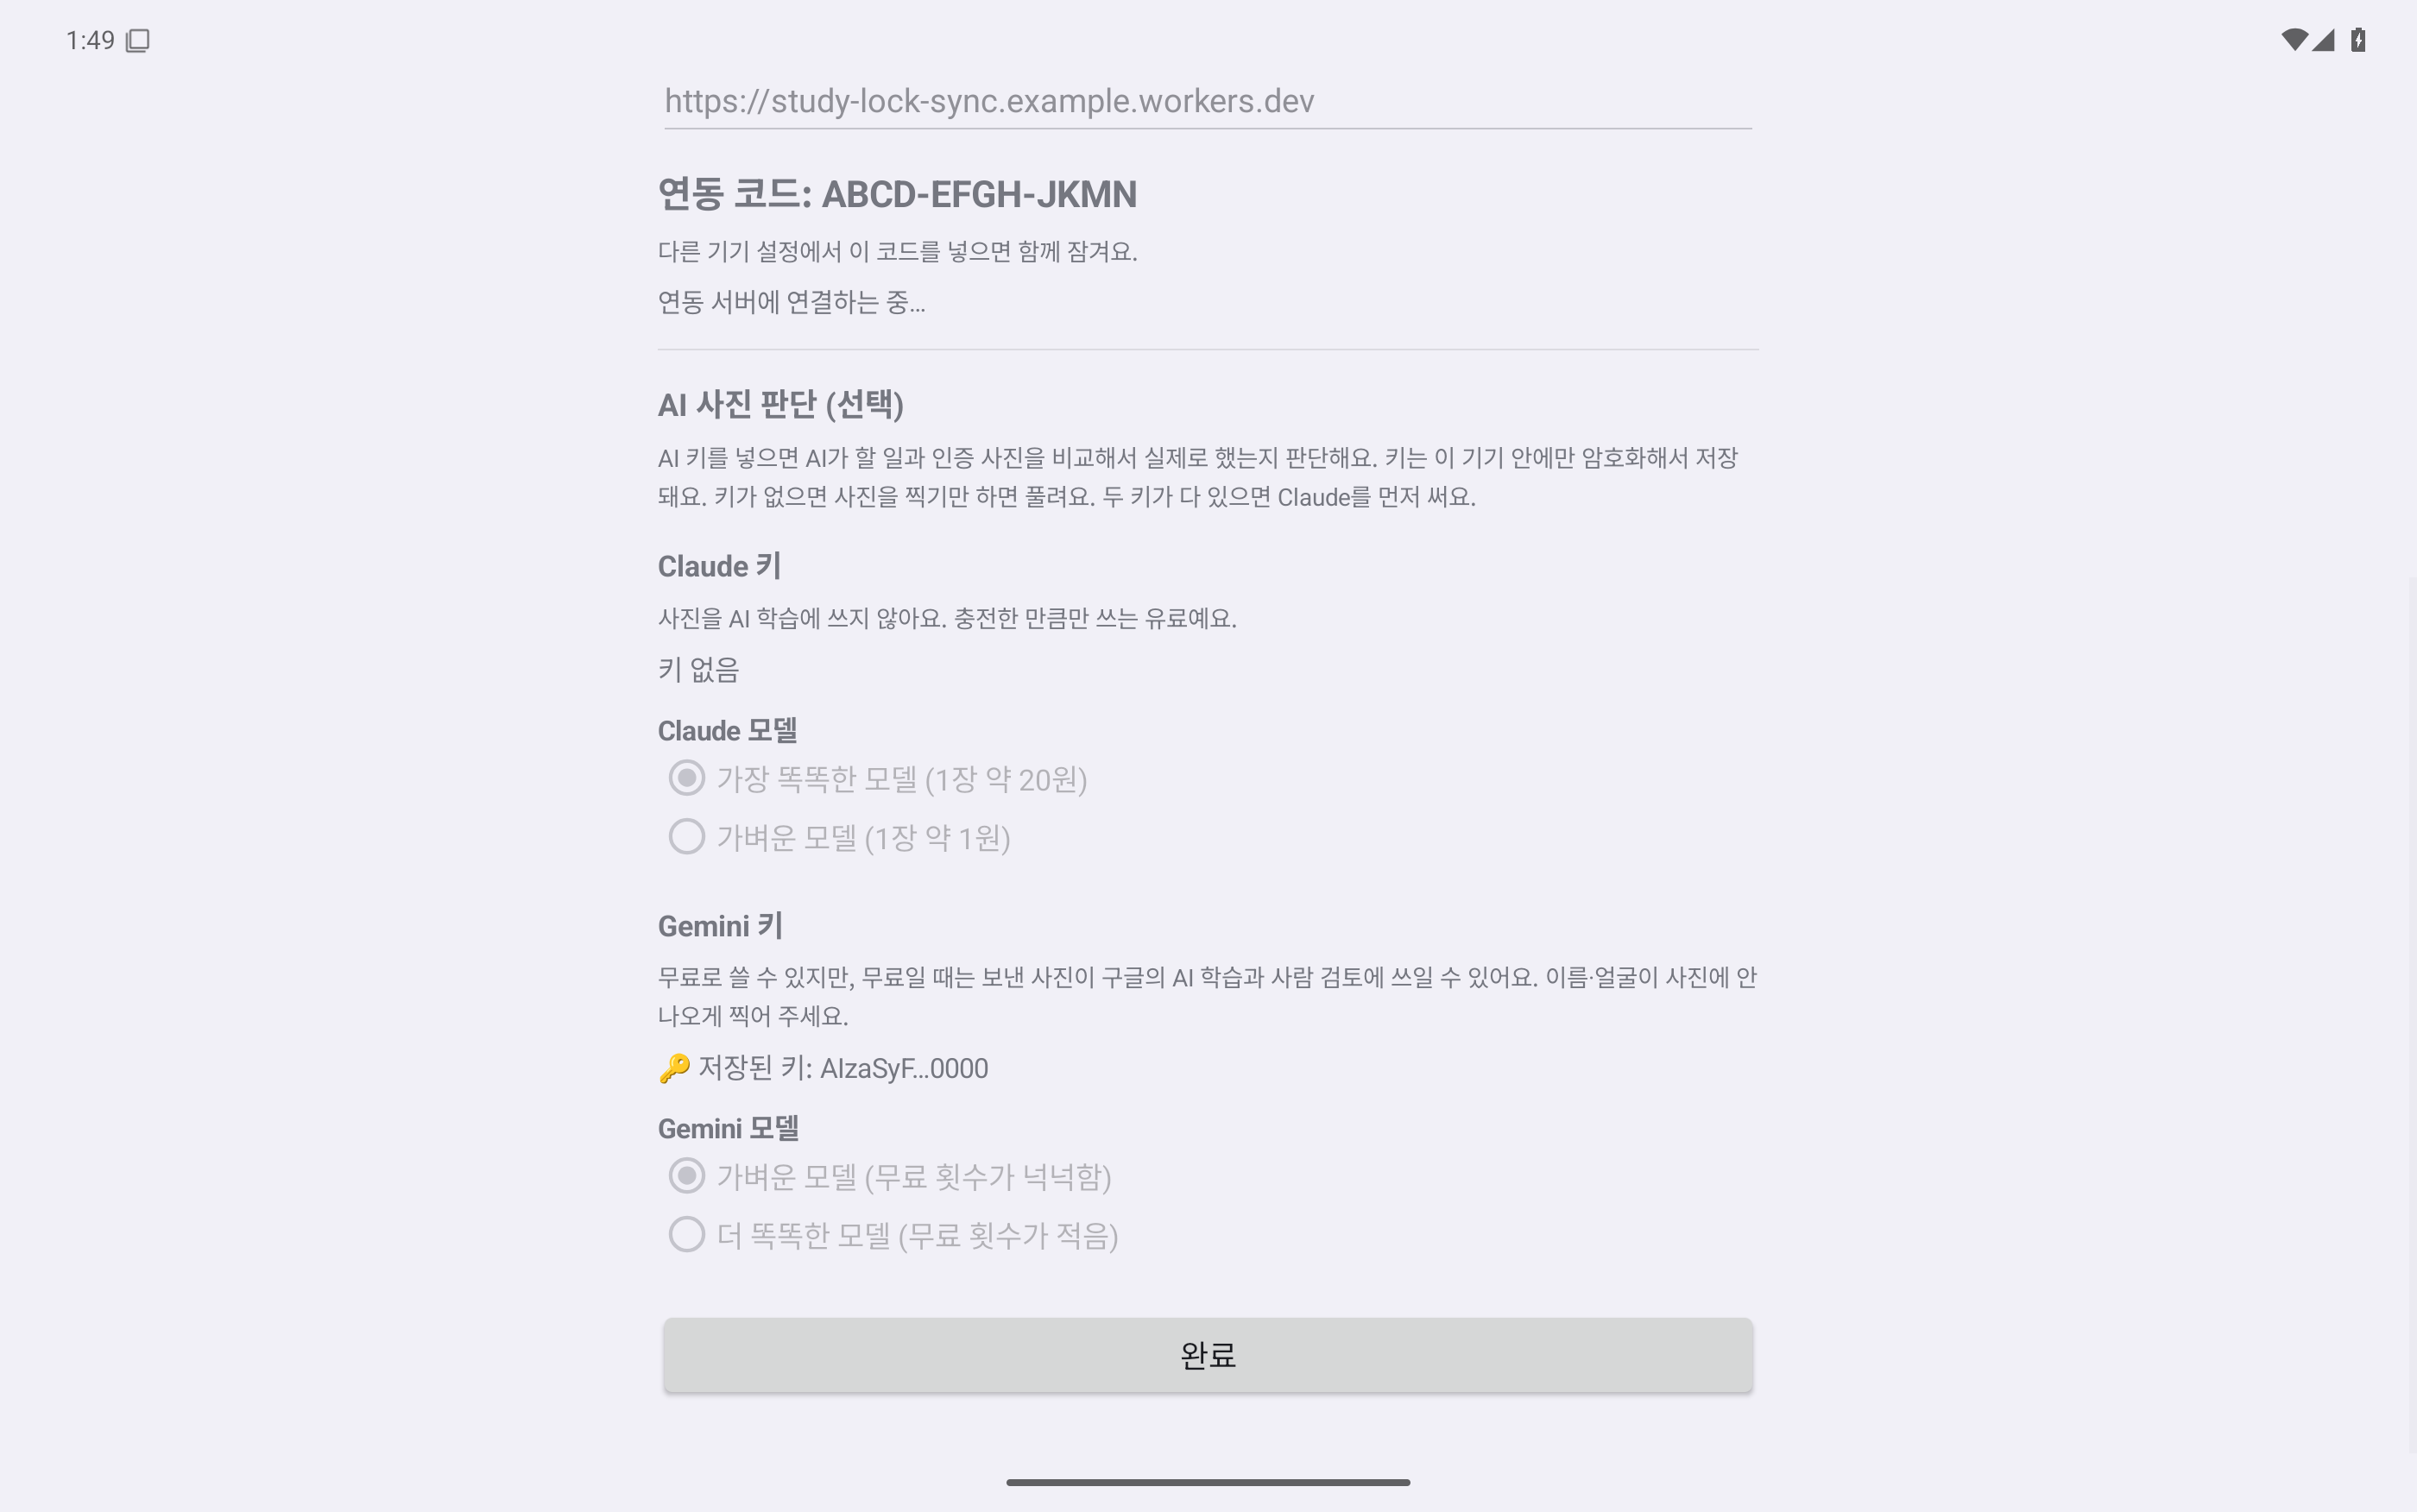 1:49
https://study-lock-sync.example.workers.dev
연동 코드: ABCD-EFGH-JKMN
다른 기기 설정에서 이 코드를 넣으면 함께 잠겨요.
연동 서버에 연결하는 중…
AI 사진 판단 (선택)
AI 키를 넣으면 AI가 할 일과 인증 사진을 비교해서 실제로 했는지 판단해요. 키는 이 기기 안에만 암호화해서 저장
돼요. 키가 없으면 사진을 찍기만 하면 풀려요. 두 키가 다 있으면 Claude를 먼저 써요.
Claude 키
사진을 AI 학습에 쓰지 않아요. 충전한 만큼만 쓰는 유료예요.
키 없음
Claude 모델
가장 똑똑한 모델 (1장 약 20원)
가벼운 모델 (1장 약 1원)
Gemini 키
무료로 쓸 수 있지만, 무료일 때는 보낸 사진이 구글의 AI 학습과 사람 검토에 쓰일 수 있어요. 이름·얼굴이 사진에 안
나오게 찍어 주세요.
🔑 저장된 키: AIzaSyF…0000
Gemini 모델
가벼운 모델 (무료 횟수가 넉넉함)
더 똑똑한 모델 (무료 횟수가 적음)
완료